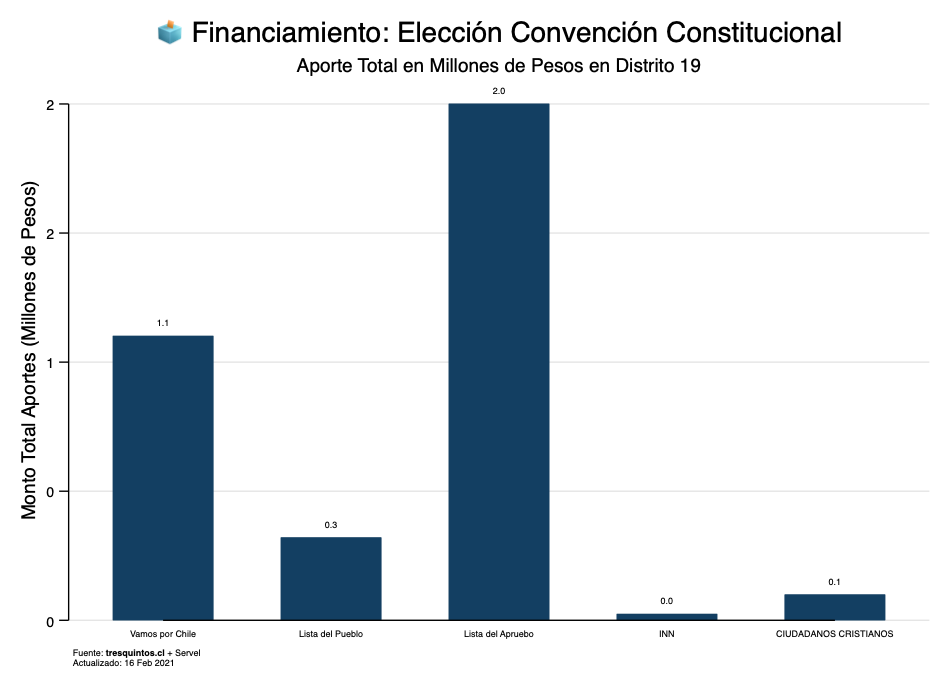 🗳️ Financiamiento: Elección Convención Constitucional
Aporte Total en Millones de Pesos en Distrito 19
Monto Total Aportes (Millones de Pesos)
2
2
1
0
0
1.1
0.3
2.0
0.0
0.1
Vamos por Chile
Lista del Pueblo
Lista del Apruebo
INN
CIUDADANOS CRISTIANOS
Fuente: tresquintos.cl + Servel
Actualizado: 16 Feb 2021